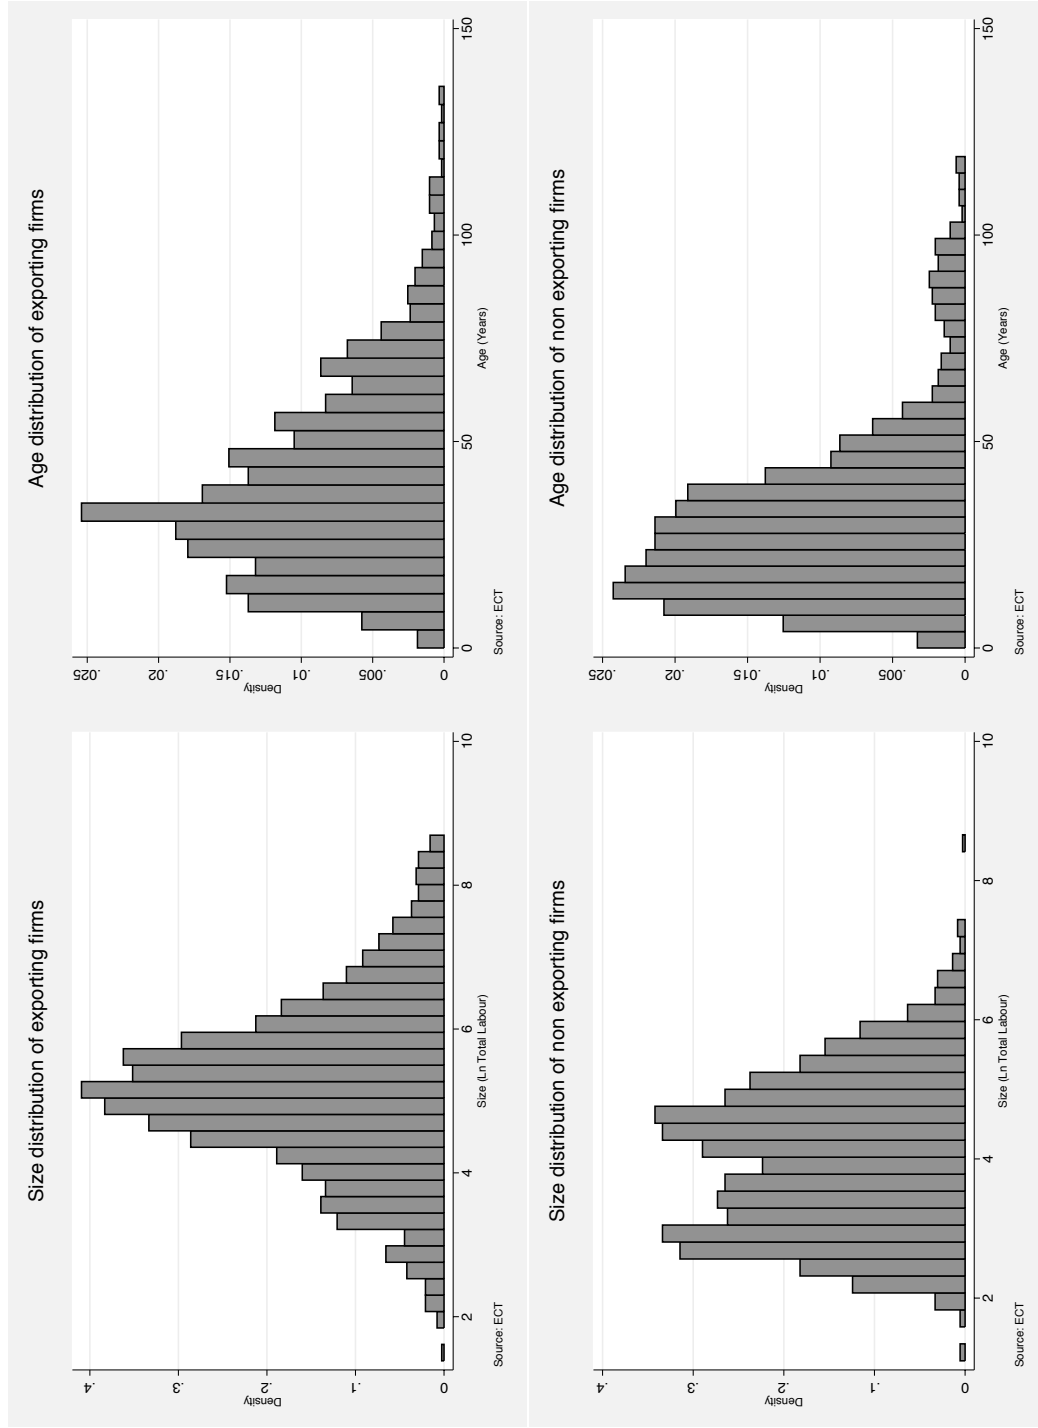 Size distribution of exporting firms
.4
.3
.2
.1
0
Density
2
4
6
8
10
Size (Ln Total Labour)
Source: ECT
Age distribution of exporting firms
.025
.02
.015
.01
.005
0
Density
0
50
100
150
Age (Years)
Source: ECT
Size distribution of non exporting firms
.4
.3
.2
.1
0
Density
2
4
6
8
10
Size (Ln Total Labour)
Source: ECT
Age distribution of non exporting firms
.025
.02
.015
.01
.005
0
Density
0
50
100
150
Age (Years)
Source: ECT